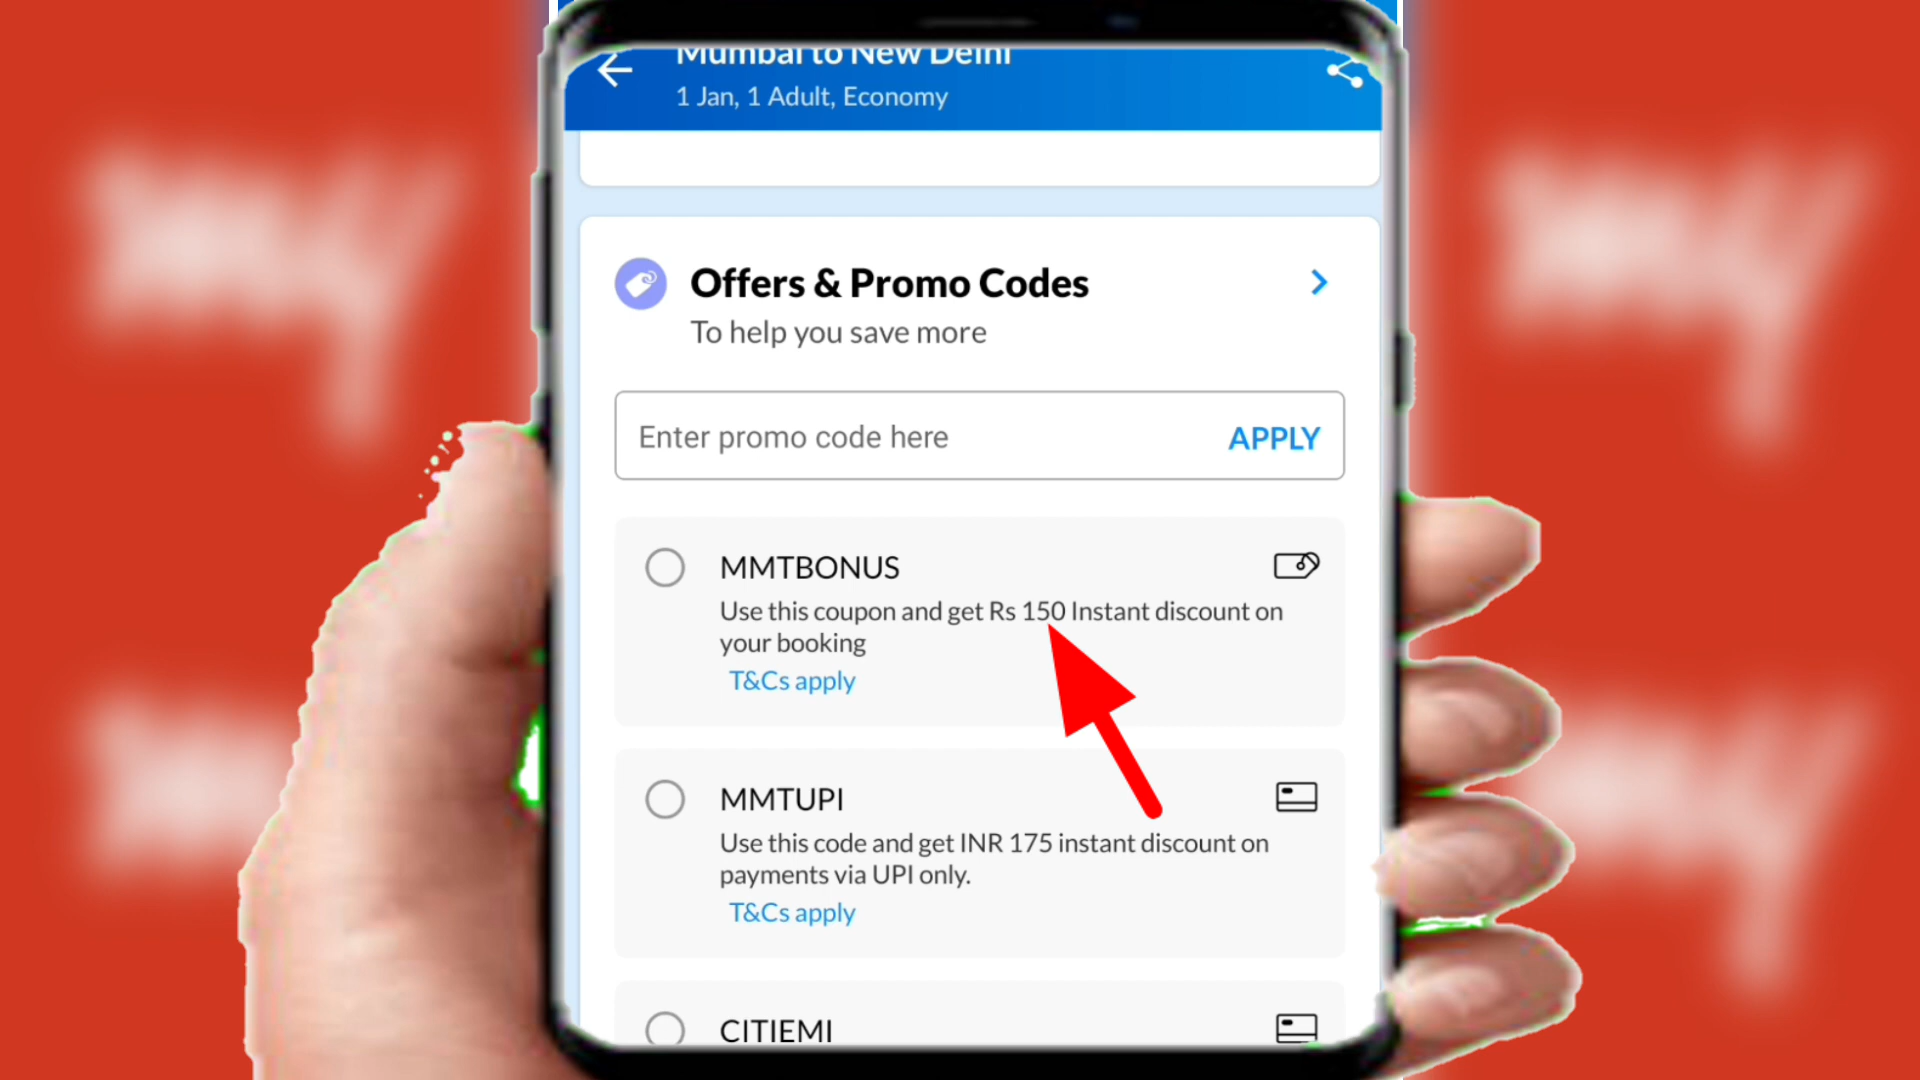 Mumbai to New Delhi
1 Jan, 1 Adult, Economy
Offers & Promo Codes
To help you save more
Enter promo code here APPLY
MMTBONUS
Use this coupon and get Rs 150 Instant discount on
your booking
T&Cs apply
MMTUPI
Use this code and get INR 175 instant discount on
payments via UPI only.
T&Cs apply
CITIEMI